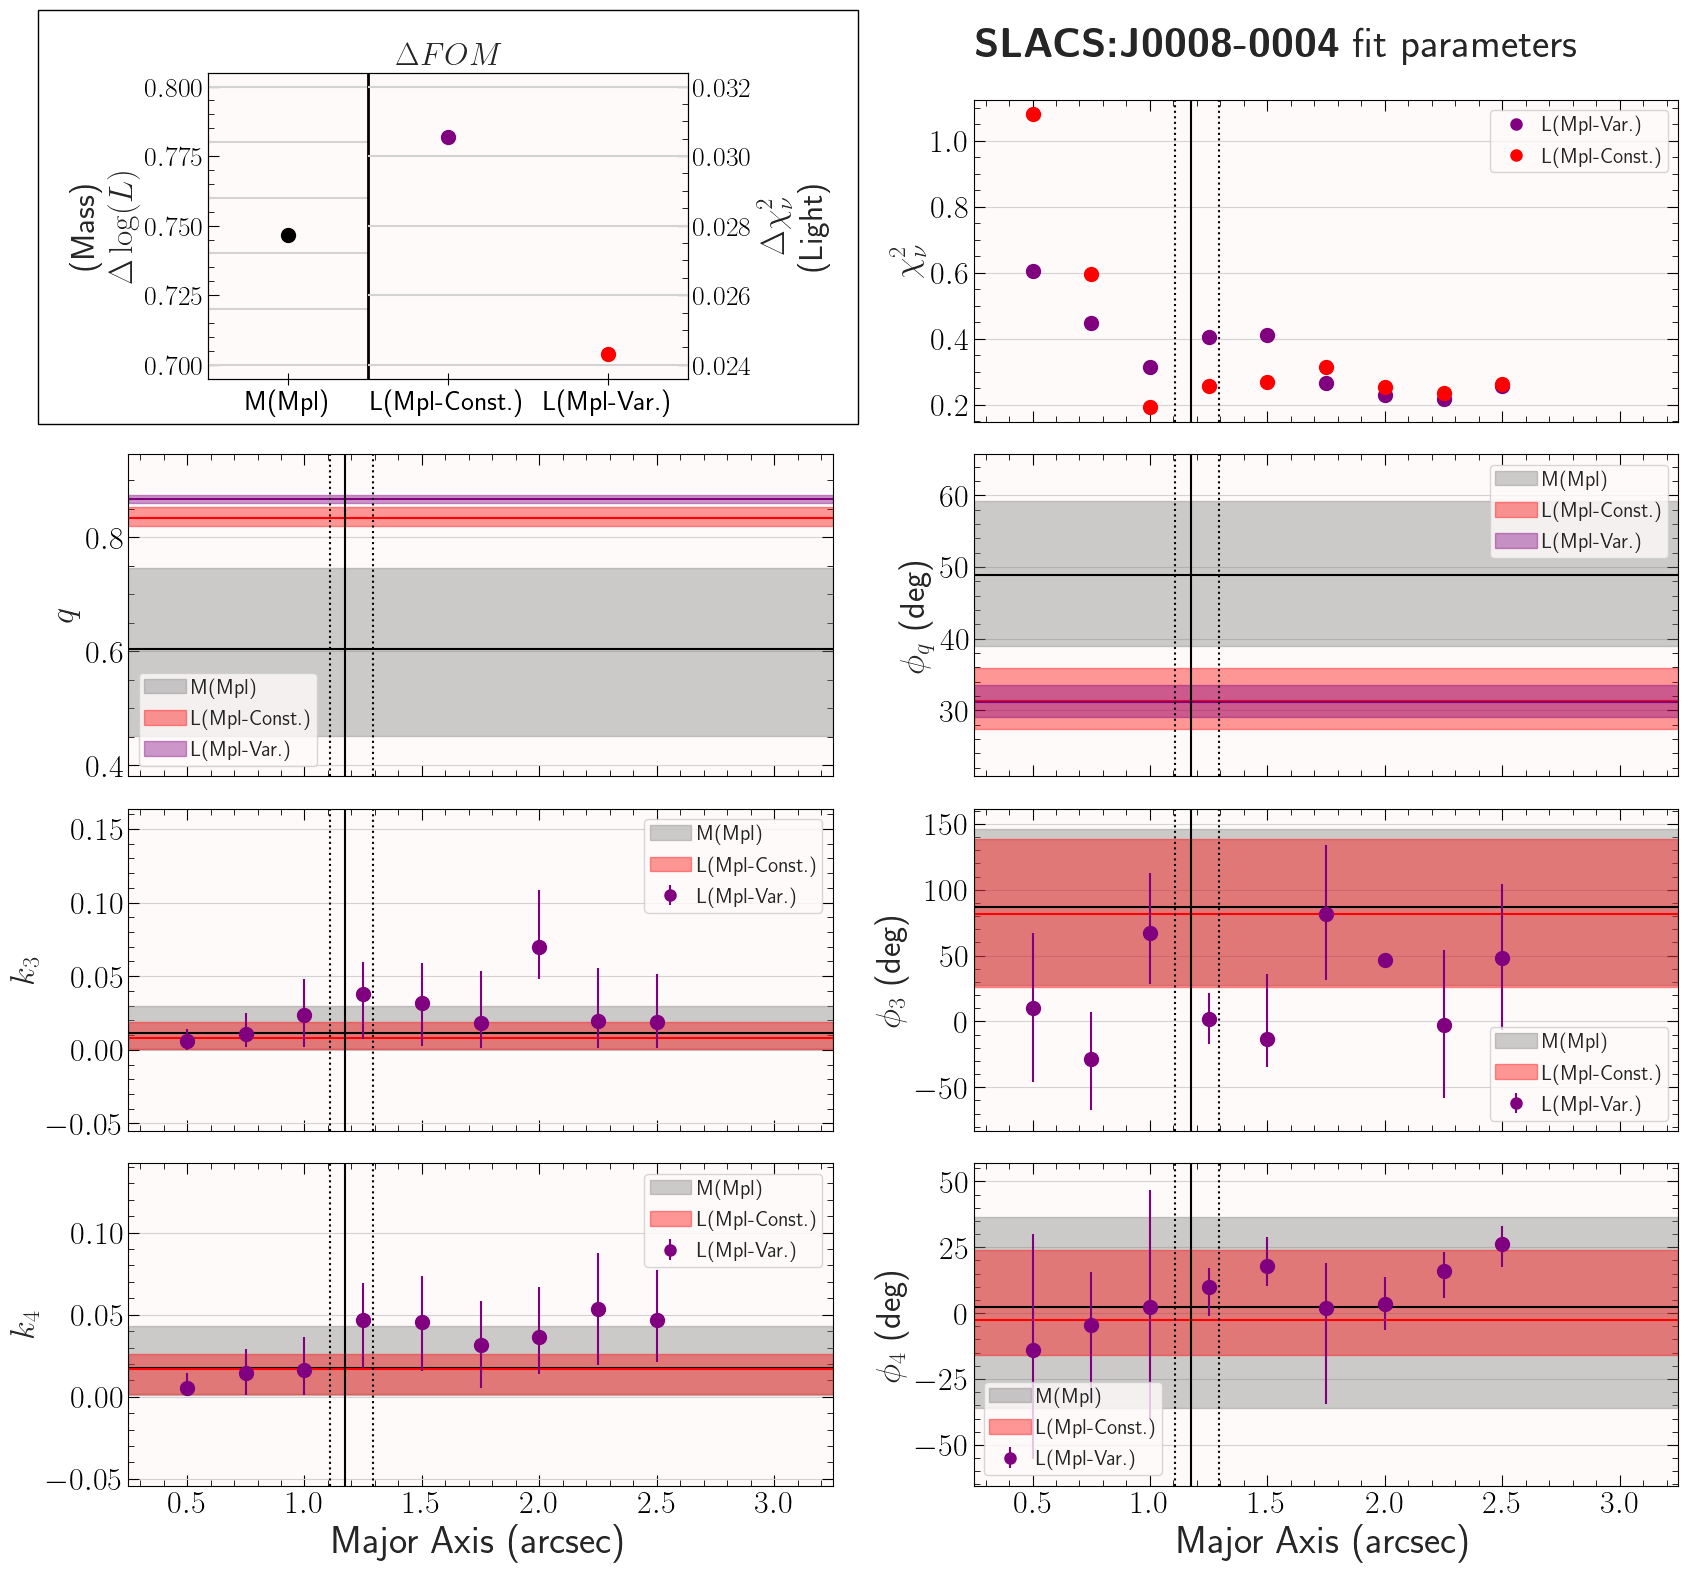 ΔFOM
(Mass)
Δ log(L)
0.800
0.775
0.750
0.725
0.700
0.032
0.030
0.028
0.026
0.024
Δχ²ᵥ
(Light)
M(Mpl) L(Mpl-Const.) L(Mpl-Var.)
SLACS:J0008-0004 fit parameters
χ²ᵥ
1.0
0.8
0.6
0.4
0.2
L(Mpl-Var.)
L(Mpl-Const.)
q
0.8
0.6
0.4
M(Mpl)
L(Mpl-Const.)
L(Mpl-Var.)
ϕq (deg)
60
50
40
30
M(Mpl)
L(Mpl-Const.)
L(Mpl-Var.)
k₃
0.15
0.10
0.05
0.00
−0.05
M(Mpl)
L(Mpl-Const.)
L(Mpl-Var.)
ϕ₃ (deg)
150
100
50
0
−50
M(Mpl)
L(Mpl-Const.)
L(Mpl-Var.)
k₄
0.10
0.05
0.00
−0.05
M(Mpl)
L(Mpl-Const.)
L(Mpl-Var.)
0.5 1.0 1.5 2.0 2.5 3.0
Major Axis (arcsec)
ϕ₄ (deg)
50
25
0
−25
−50
M(Mpl)
L(Mpl-Const.)
L(Mpl-Var.)
0.5 1.0 1.5 2.0 2.5 3.0
Major Axis (arcsec)